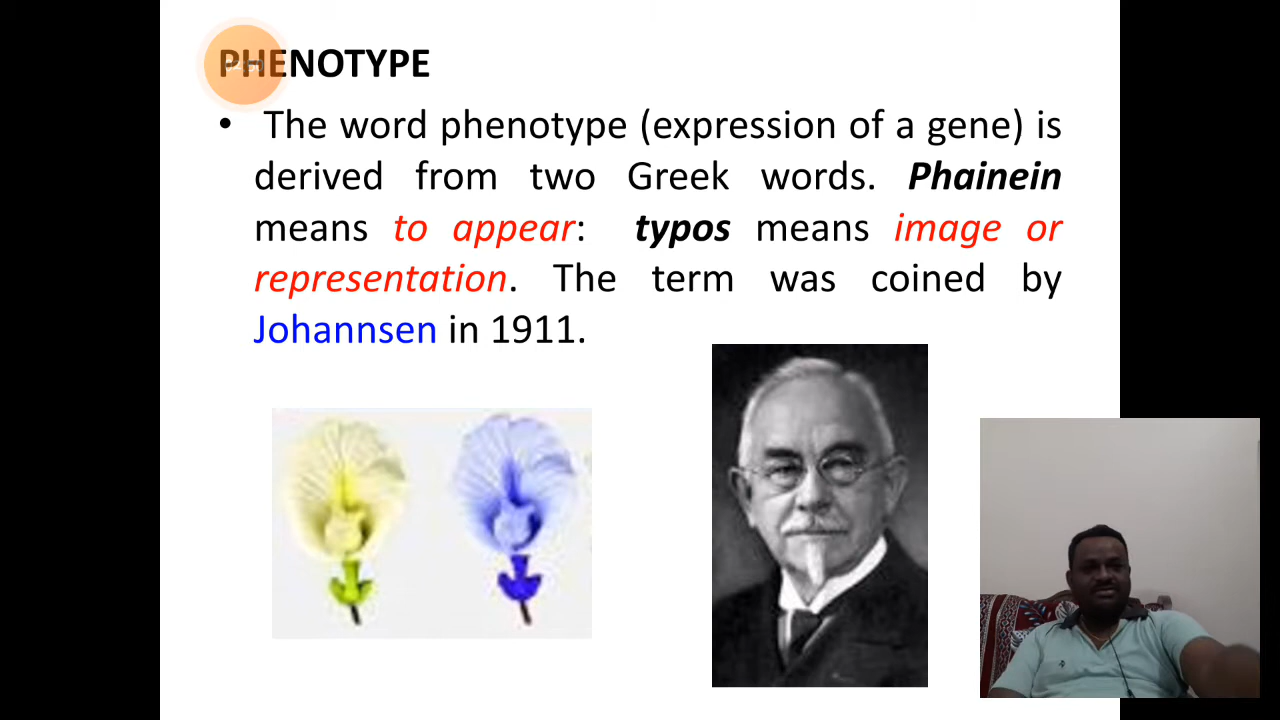 PHENOTYPE
• The word phenotype (expression of a gene) is
derived from two Greek words. Phainein
means to appear: typos means image or
representation. The term was coined by
Johannsen in 1911.